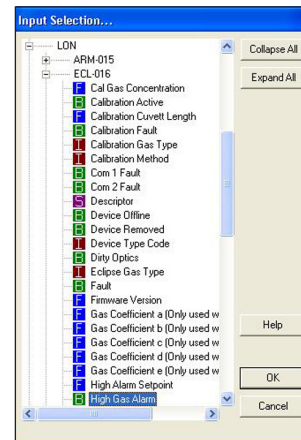 Input Selection...
LON
ARM-015
ECL-016
F Cal Gas Concentration
B Calibration Active
F Calibration Cuvett Length
B Calibration Fault
I Calibration Gas Type
I Calibration Method
B Com 1 Fault
B Com 2 Fault
S Descriptor
B Device Offline
B Device Removed
I Device Type Code
B Dirty Optics
I Eclipse Gas Type
B Fault
F Firmware Version
F Gas Coefficient a (Only used w
F Gas Coefficient b (Only used w
F Gas Coefficient c (Only used w
F Gas Coefficient d (Only used w
F Gas Coefficient e (Only used w
F High Alarm Setpoint
B High Gas Alarm
Collapse All
Expand All
Help
OK
Cancel